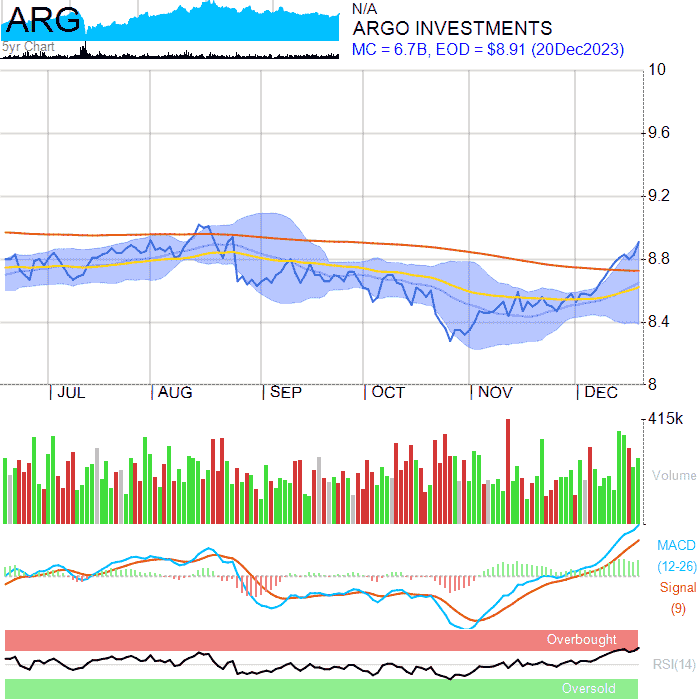 ARG
5yr Chart
N/A
ARGO INVESTMENTS
MC = 6.7B, EOD = $8.91 (20Dec2023)
10
9.6
9.2
8.8
8.4
8
JUL AUG SEP OCT NOV DEC
415k
Volume
MACD
(12-26)
Signal
(9)
Overbought
RSI(14)
Oversold